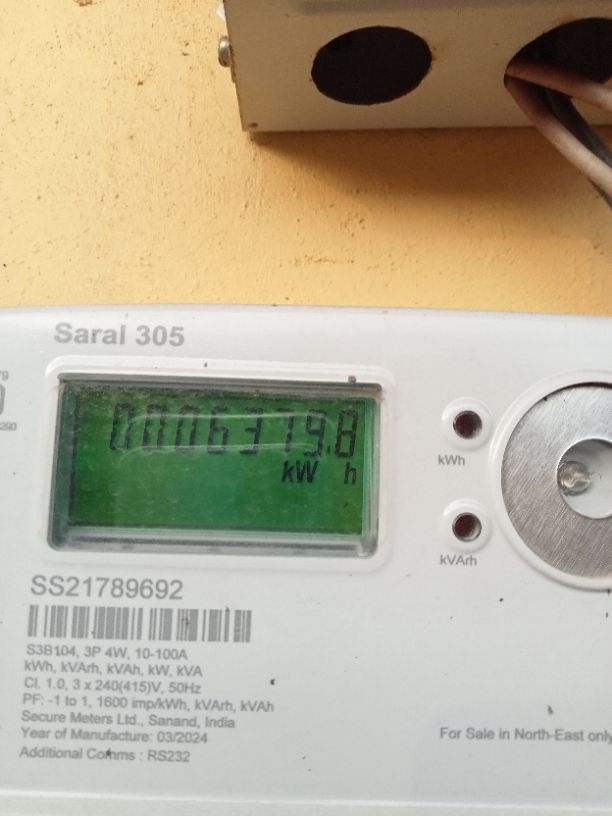 Saral 305
0006379.8
kW h
kWh
kVArh
SS21789692
S3B104, 3P 4W, 10-100A
kWh, kVArh, kVAh, kW, kVA
Cl. 1.0, 3 x 240(415)V, 50Hz
PF: -1 to 1, 1600 imp/kWh, kVArh, kVAh
Secure Meters Ltd., Sanand, India
Year of Manufacture: 03/2024
Additional Comms : RS232
For Sale in North-East only